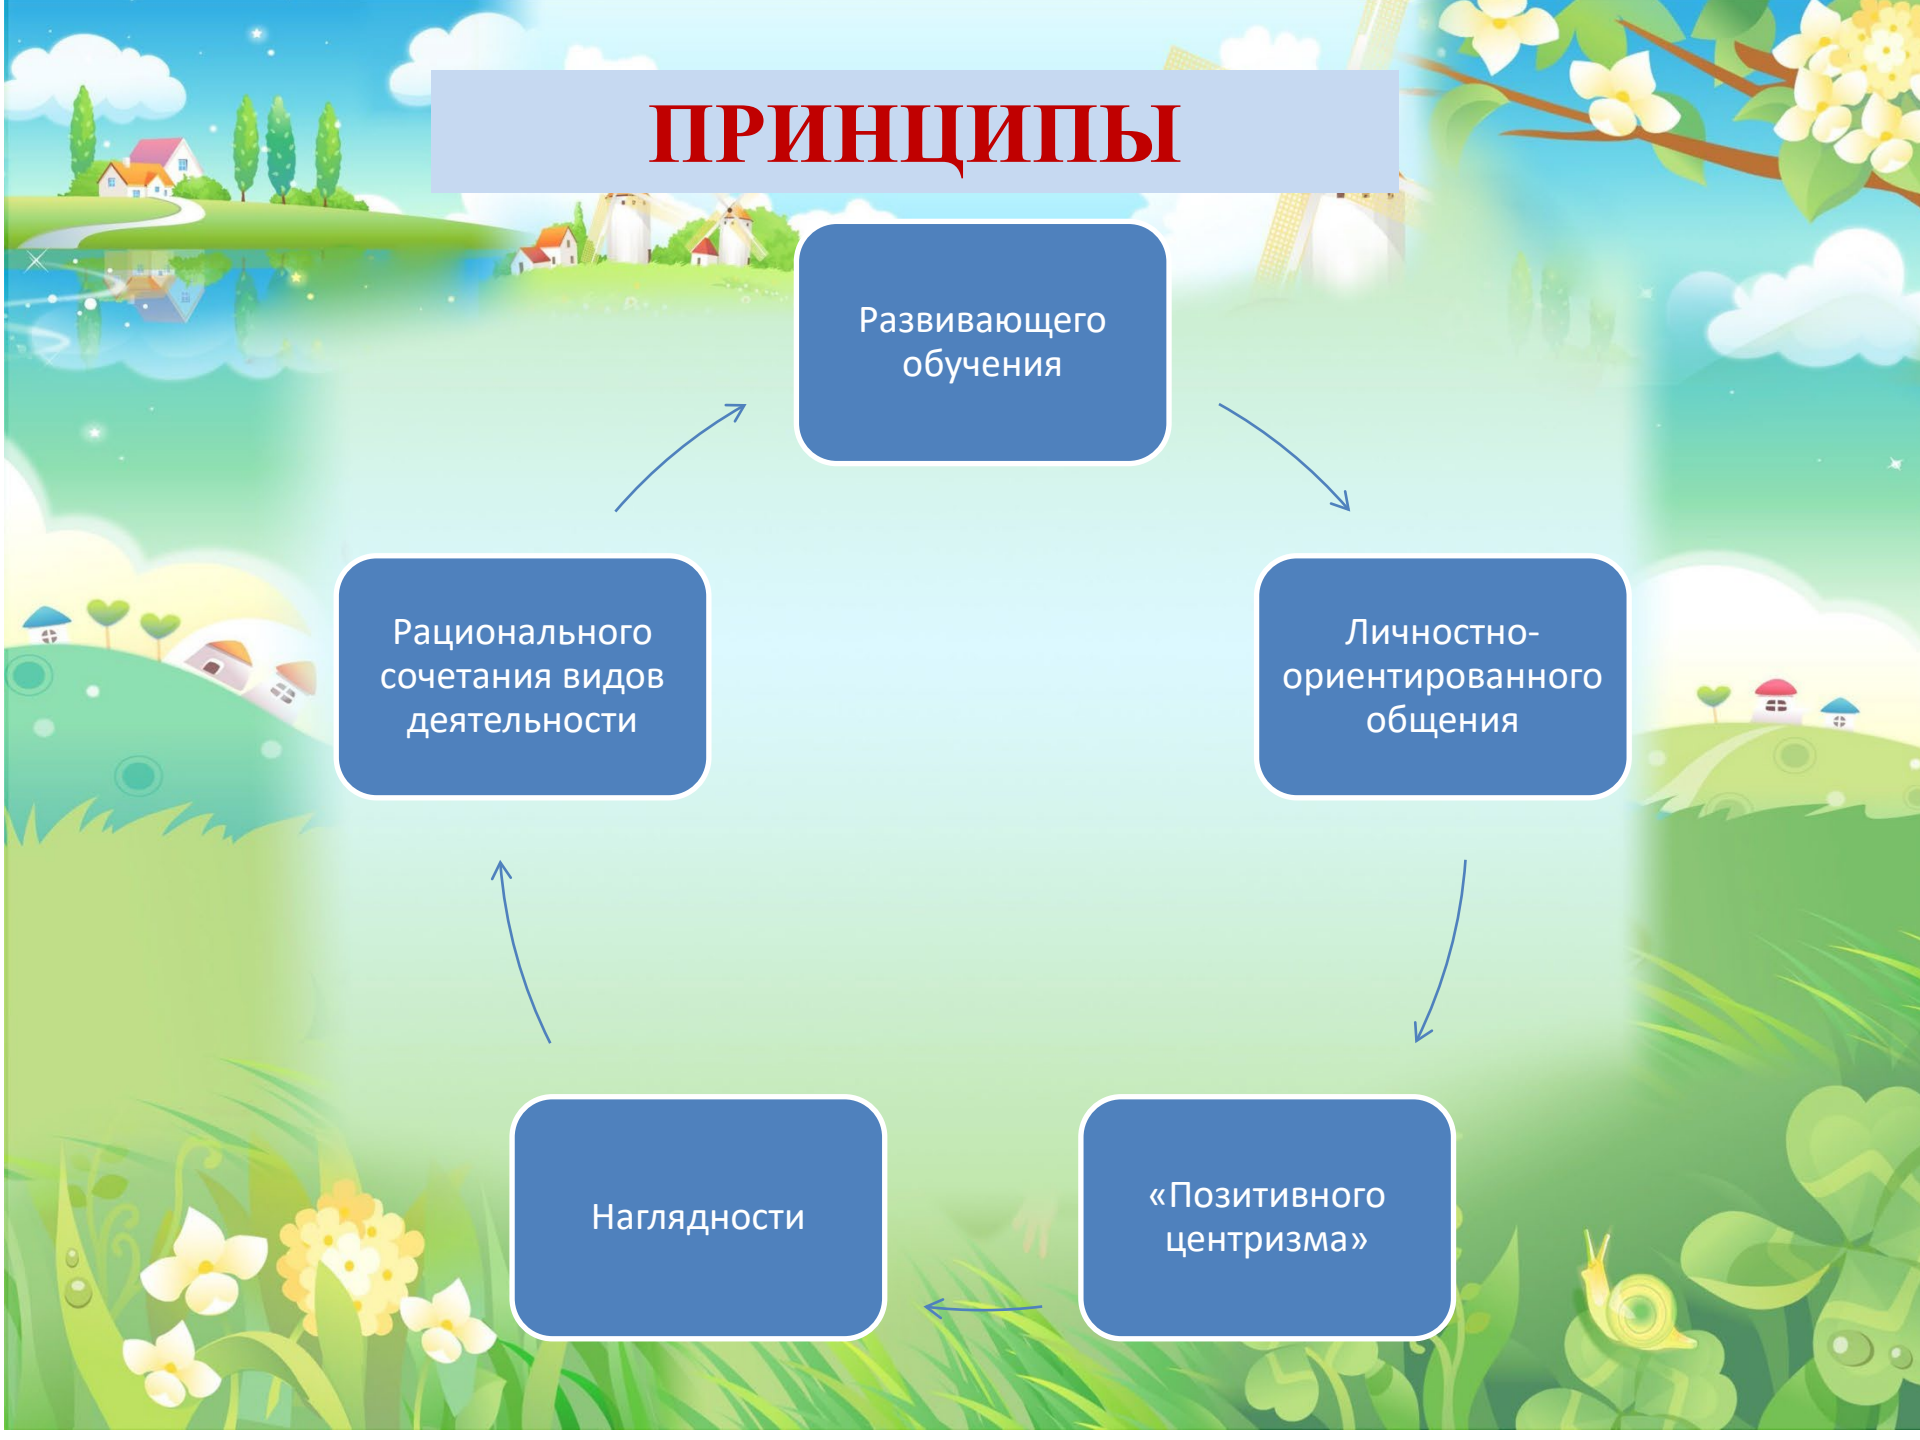 ПРИНЦИПЫ
Развивающего
обучения
Личностно-
ориентированного
общения
«Позитивного
центризма»
Наглядности
Рационального
сочетания видов
деятельности